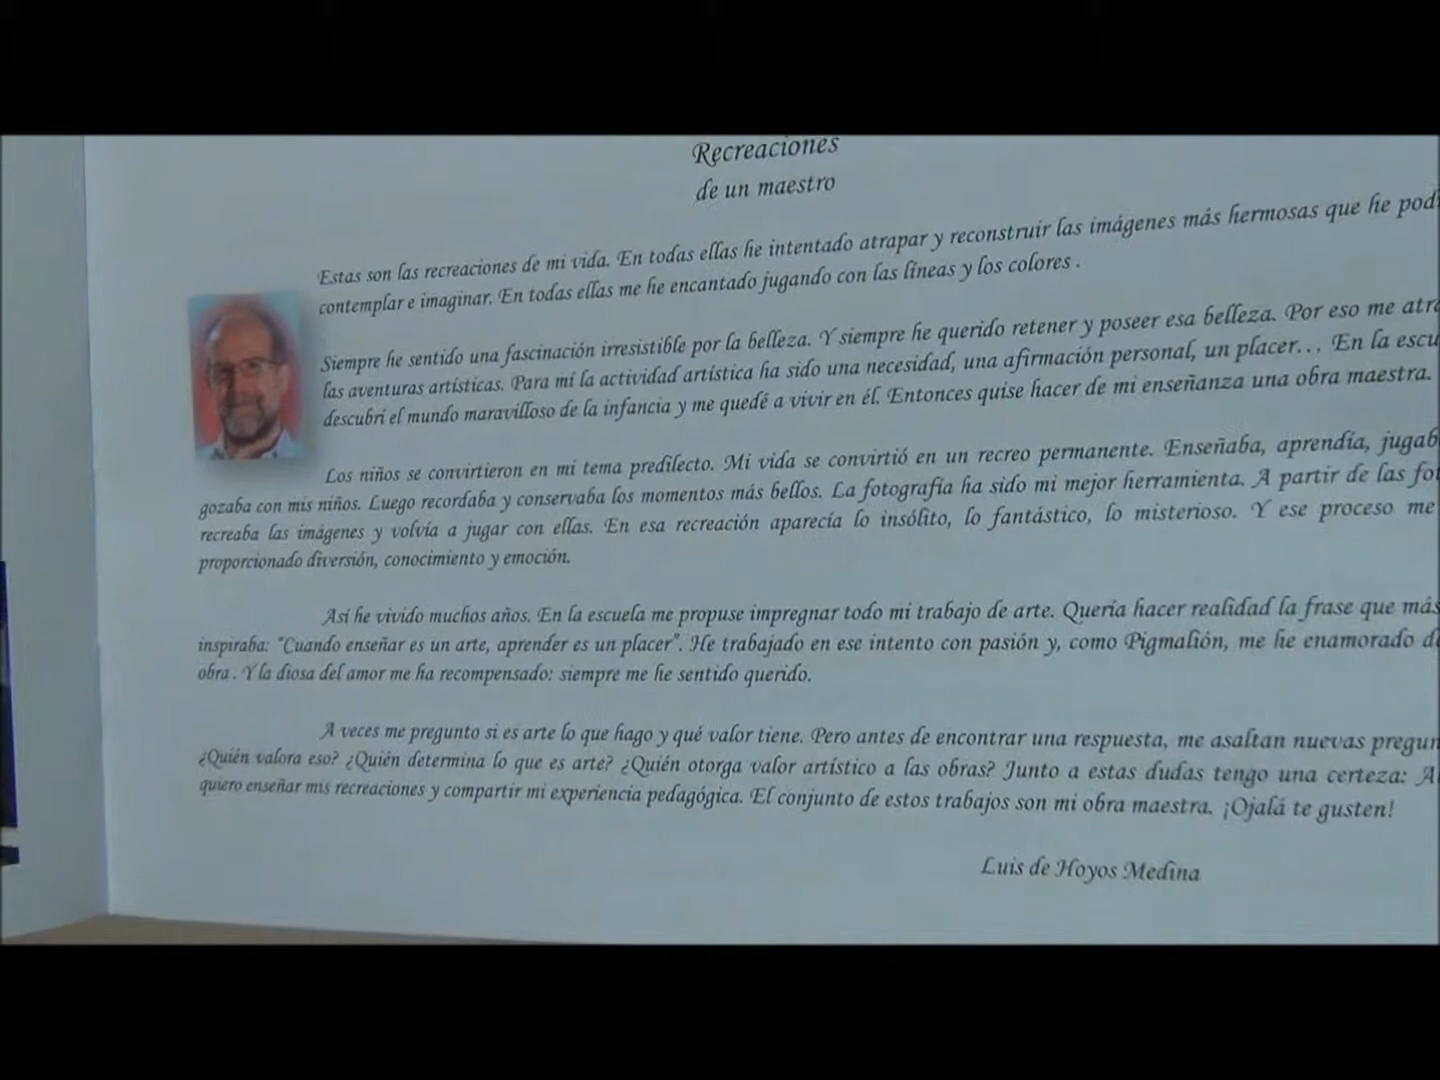 Recreaciones
de un maestro
Estas son las recreaciones de mi vida. En todas ellas he intentado atrapar y reconstruir las imágenes más hermosas que he
contemplar e imaginar. En todas ellas me he encantado jugando con las líneas y los colores .
Siempre he sentido una fascinación irresistible por la belleza. Y siempre he querido retener y poseer esa belleza. Por eso me
las aventuras artísticas. Para mí la actividad artística ha sido una necesidad, una afirmación personal, un placer... En la
descubrí el mundo maravilloso de la infancia y me quedé a vivir en él. Entonces quise hacer de mi enseñanza una obra maestra.
Los niños se convirtieron en mi tema predilecto. Mi vida se convirtió en un recreo permanente. Enseñaba, aprendía,
gozaba con mis niños. Luego recordaba y conservaba los momentos más bellos. La fotografía ha sido mi mejor herramienta. A partir de las
recreaba las imágenes y volvía a jugar con ellas. En esa recreación aparecía lo insólito, lo fantástico, lo misterioso. Y ese proceso me
proporcionado diversión, conocimiento y emoción.
Así he vivido muchos años. En la escuela me propuse impregnar todo mi trabajo de arte. Quería hacer realidad la frase que más
inspiraba: "Cuando enseñar es un arte, aprender es un placer". He trabajado en ese intento con pasión y, como Pigmalión, me he enamorado
obra . Y la diosa del amor me ha recompensado: siempre me he sentido querido.
A veces me pregunto si es arte lo que hago y qué valor tiene. Pero antes de encontrar una respuesta, me asaltan nuevas
¿Quién valora eso? ¿Quién determina lo que es arte? ¿Quién otorga valor artístico a las obras? Junto a estas dudas tengo una certeza:
quiero enseñar mis recreaciones y compartir mi experiencia pedagógica. El conjunto de estos trabajos son mi obra maestra. ¡Ojalá te gusten!
Luis de Hoyos Medina